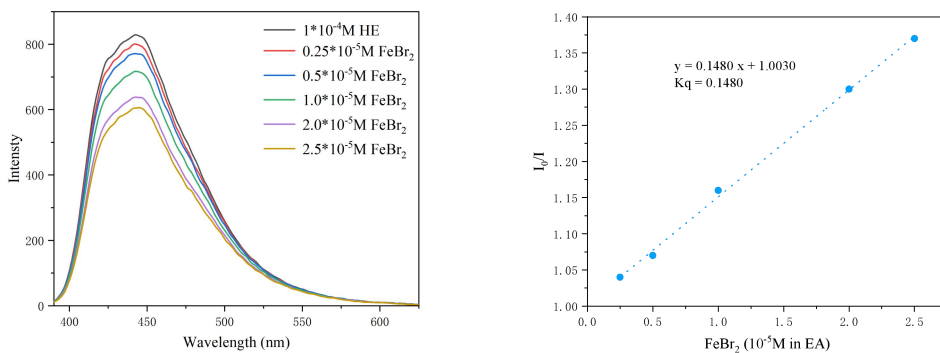 800
600
400
200
0
400
450
500
550
600
Intensty
Wavelength (nm)
1*10⁻⁴M HE
0.25*10⁻⁵M FeBr₂
0.5*10⁻⁵M FeBr₂
1.0*10⁻⁵M FeBr₂
2.0*10⁻⁵M FeBr₂
2.5*10⁻⁵M FeBr₂
1.40
1.35
1.30
1.25
1.20
1.15
1.10
1.05
1.00
0.0
0.5
1.0
1.5
2.0
2.5
I₀/I
FeBr₂ (10⁻⁵M in EA)
y = 0.1480 x + 1.0030
Kq = 0.1480